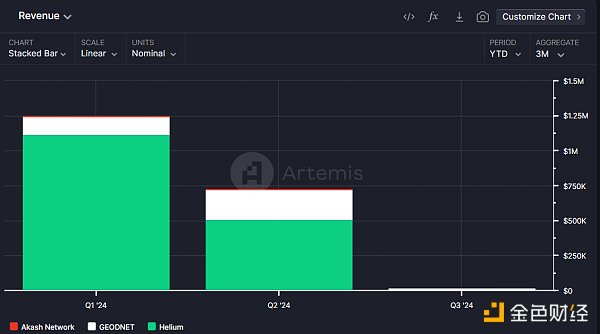 Revenue
</> fx Customize Chart >
CHART SCALE UNITS PERIOD AGGREGATE
Stacked Bar Linear Nominal YTD 3M
$1.5M
$1.25M
$1M
$750K
$500K
$250K
$0
Artemis
Q1 '24 Q2 '24 Q3 '24
Akash Network GEODNET Helium
金色财经